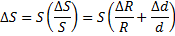 ΔS = S(ΔS/S) = S(ΔR/R + Δd/d)